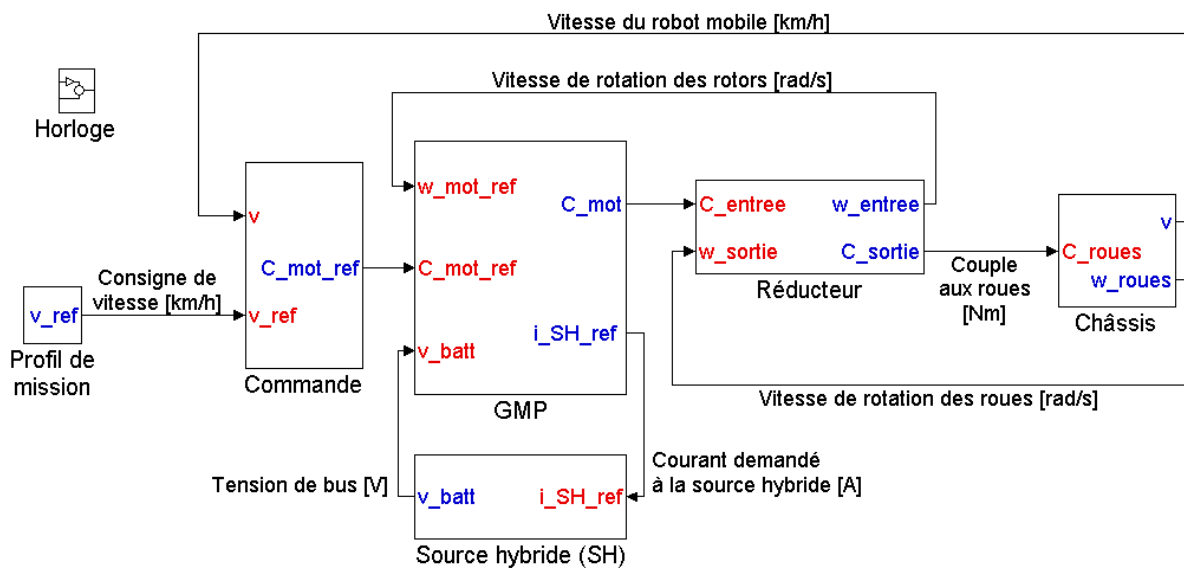 Vitesse du robot mobile [km/h]
Horloge
Vitesse de rotation des rotors [rad/s]
w_mot_ref
C_mot
C_entree
w_entree
v
v
w_sortie
C_sortie
C_roues
w_roues
Consigne de
vitesse [km/h]
C_mot_ref
C_mot_ref
Couple
aux roues
[Nm]
Réducteur
Châssis
v_ref
v_ref
i_SH_ref
Profil de
mission
v_batt
Commande
GMP
Vitesse de rotation des roues [rad/s]
Tension de bus [V]
Courant demandé
à la source hybride [A]
v_batt
i_SH_ref
Source hybride (SH)